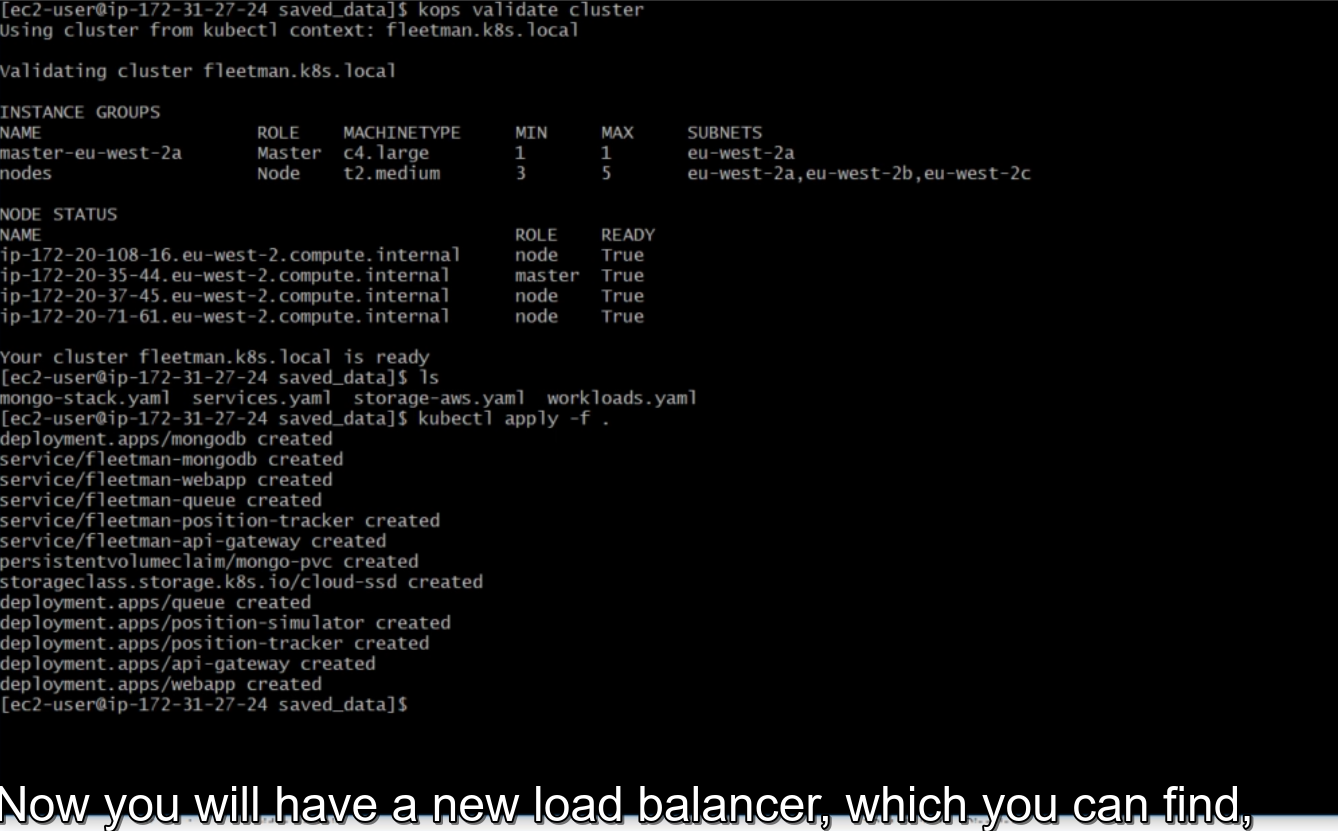 [ec2-user@ip-172-31-27-24 saved_data]$ kops validate cluster
Using cluster from kubectl context: fleetman.k8s.local
Validating cluster fleetman.k8s.local
INSTANCE GROUPS
NAME ROLE MACHINETYPE MIN MAX SUBNETS
master-eu-west-2a Master c4.large 1 1 eu-west-2a
nodes Node t2.medium 3 5 eu-west-2a,eu-west-2b,eu-west-2c
NODE STATUS
NAME ROLE READY
ip-172-20-108-16.eu-west-2.compute.internal node True
ip-172-20-35-44.eu-west-2.compute.internal master True
ip-172-20-37-45.eu-west-2.compute.internal node True
ip-172-20-71-61.eu-west-2.compute.internal node True
Your cluster fleetman.k8s.local is ready
[ec2-user@ip-172-31-27-24 saved_data]$ ls
mongo-stack.yaml services.yaml storage-aws.yaml workloads.yaml
[ec2-user@ip-172-31-27-24 saved_data]$ kubectl apply -f .
deployment.apps/mongodb created
service/fleetman-mongodb created
service/fleetman-webapp created
service/fleetman-queue created
service/fleetman-position-tracker created
service/fleetman-api-gateway created
persistentvolumeclaim/mongo-pvc created
storageclass.storage.k8s.io/cloud-ssd created
deployment.apps/queue created
deployment.apps/position-simulator created
deployment.apps/position-tracker created
deployment.apps/api-gateway created
deployment.apps/webapp created
[ec2-user@ip-172-31-27-24 saved_data]$
Now you will have a new load balancer, which you can find,